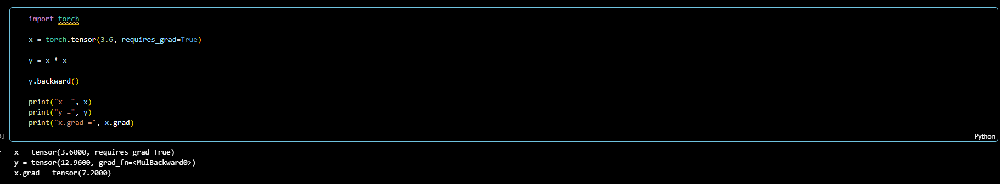 import torch
x = torch.tensor(3.6, requires_grad=True)
y = x * x
y.backward()
print("x =", x)
print("y =", y)
print("x.grad =", x.grad)
]
Python
x = tensor(3.6000, requires_grad=True)
y = tensor(12.9600, grad_fn=<MulBackward0>)
x.grad = tensor(7.2000)